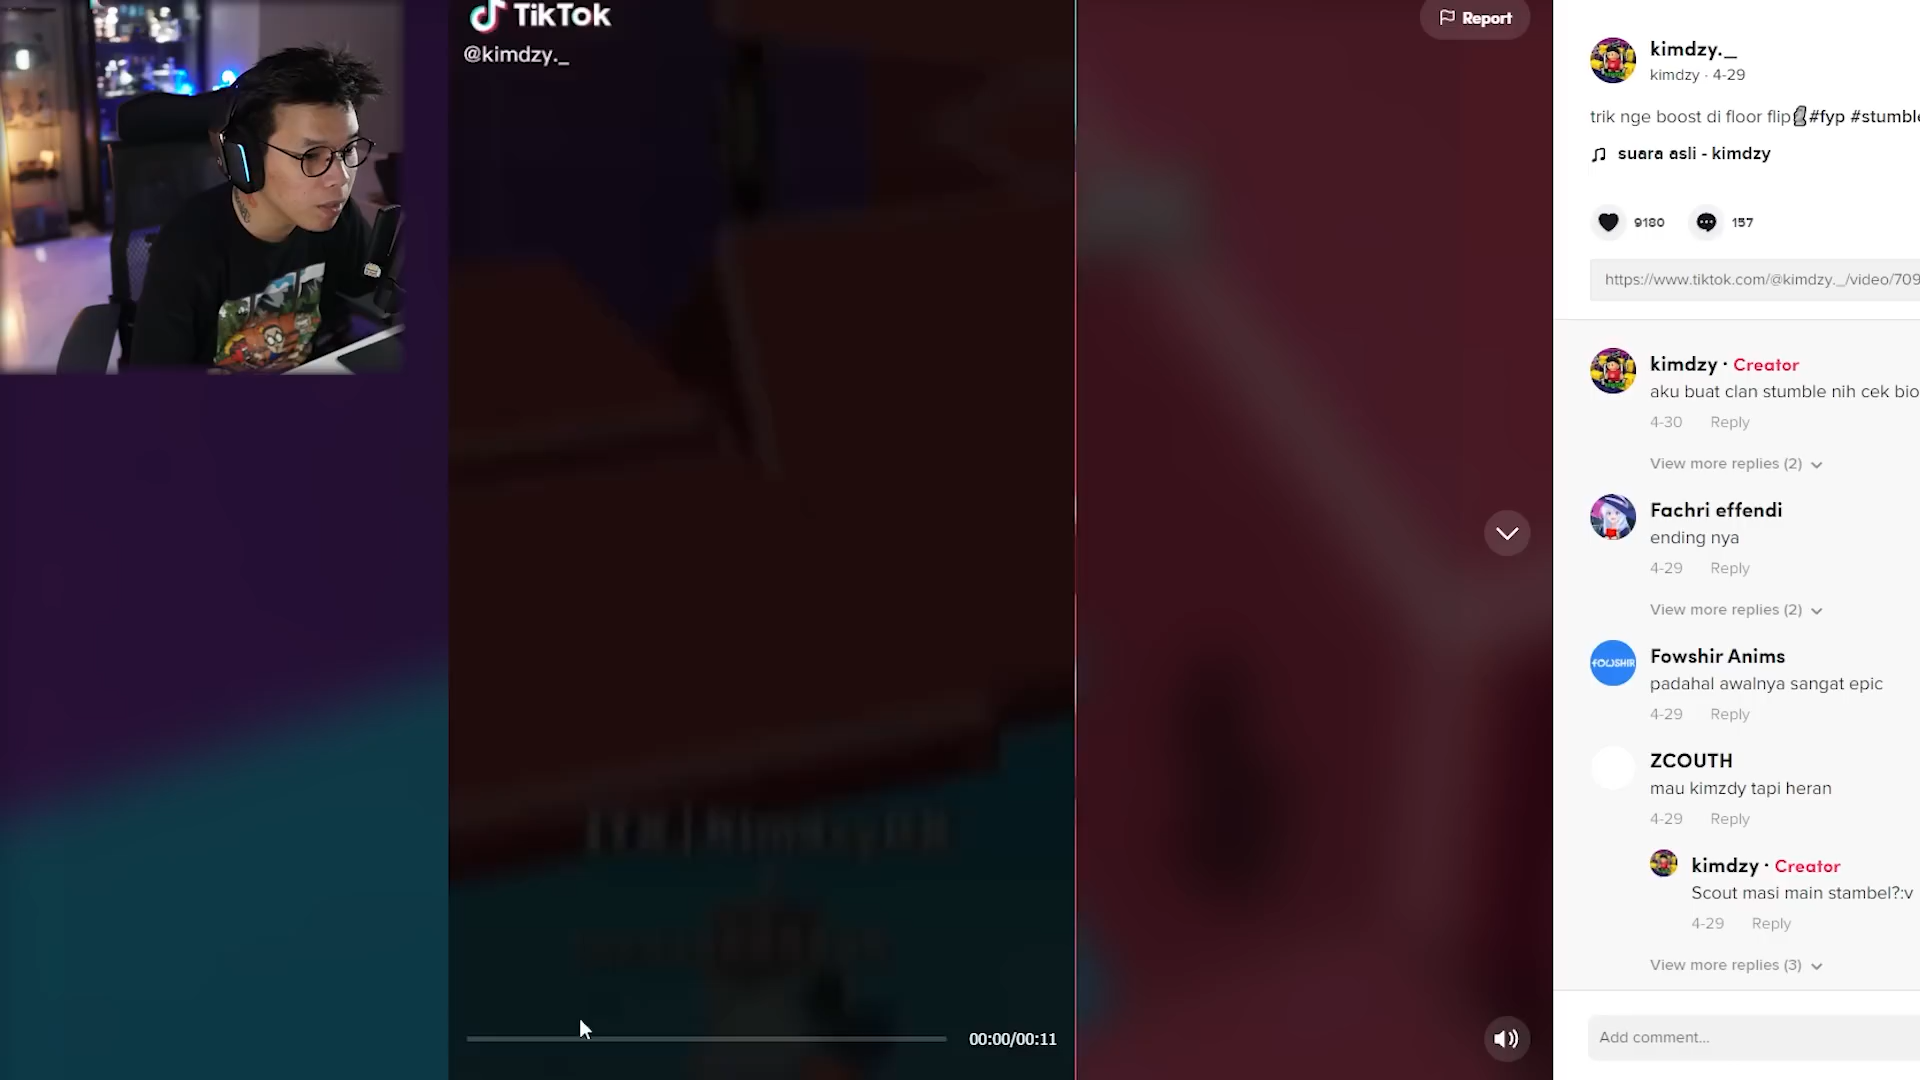 TikTok
@kimdzy._
Report
kimdzy._
kimdzy · 4-29
trik nge boost di floor flip🗿#fyp #stumble
suara asli - kimdzy
9180
157
https://www.tiktok.com/@kimdzy._/video/709
kimdzy · Creator
aku buat clan stumble nih cek bio
4-30 Reply
View more replies (2)
Fachri effendi
ending nya
4-29 Reply
View more replies (2)
FOWSHIR
Fowshir Anims
padahal awalnya sangat epic
4-29 Reply
ZCOUTH
mau kimzdy tapi heran
4-29 Reply
kimdzy · Creator
Scout masi main stambel?:v
4-29 Reply
View more replies (3)
Add comment...
00:00/00:11